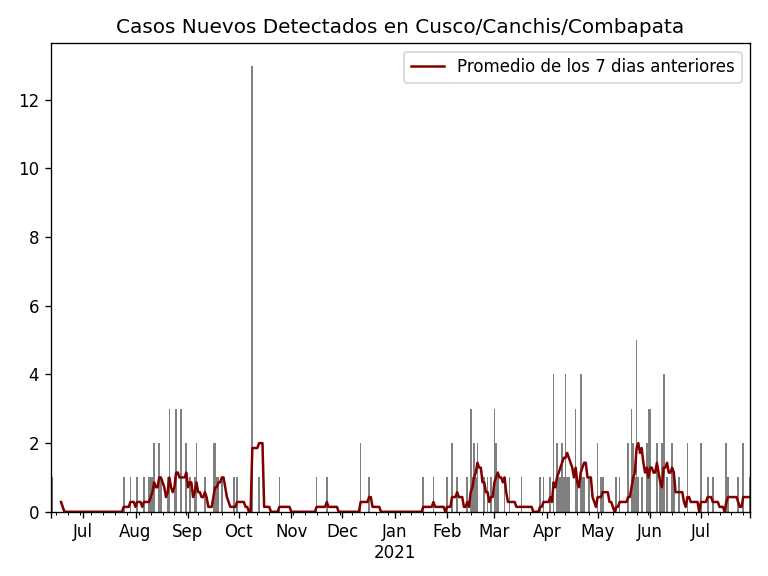 Casos Nuevos Detectados en Cusco/Canchis/Combapata
Promedio de los 7 dias anteriores
12
10
8
6
4
2
0
Jul Aug Sep Oct Nov Dec Jan Feb Mar Apr May Jun Jul
2021